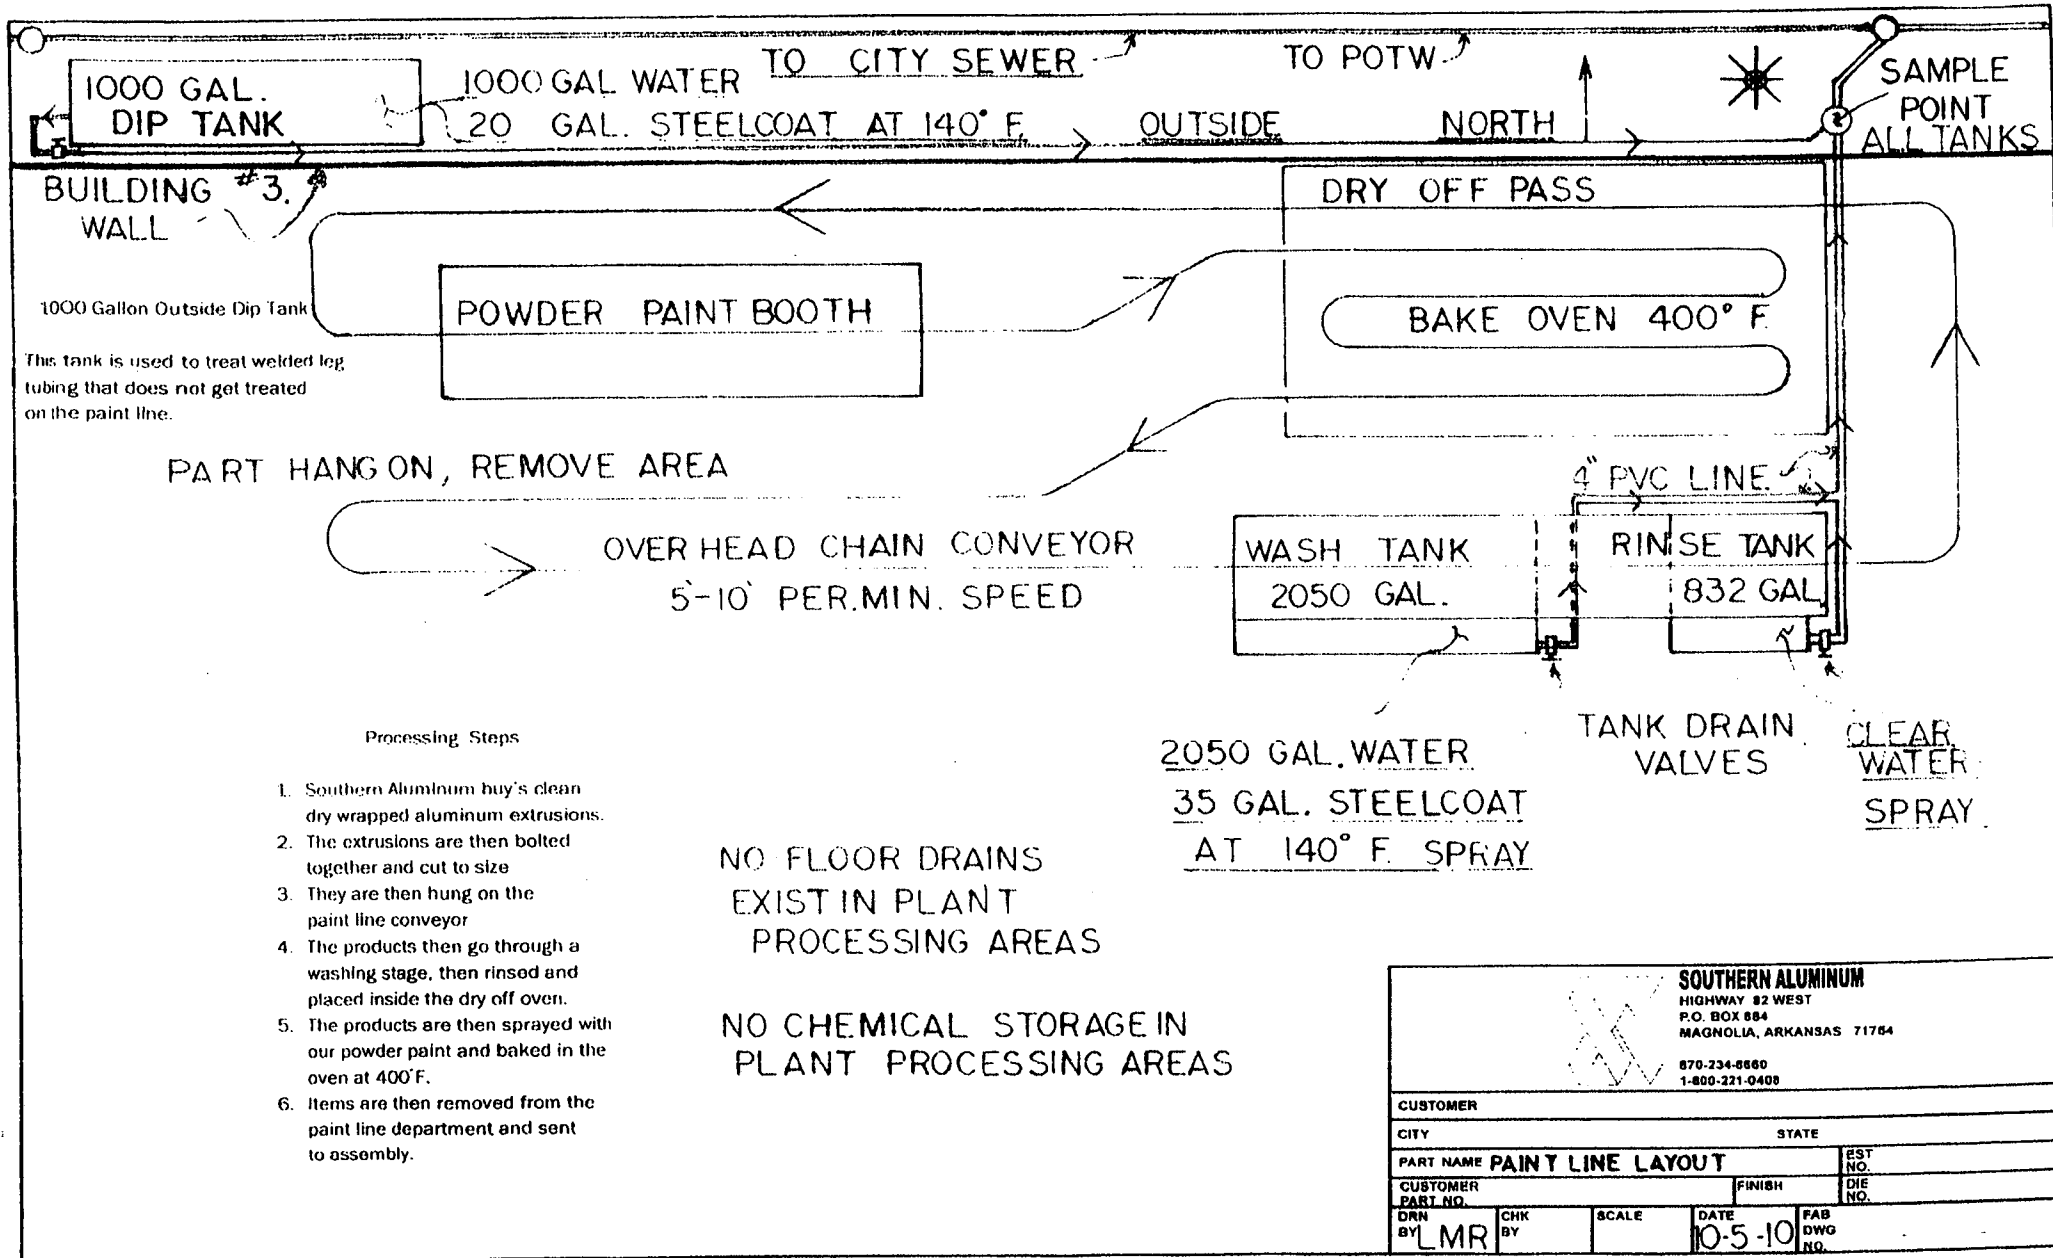 TO CITY SEWER
TO POTW
1000 GAL.
DIP TANK
1000 GAL WATER
20 GAL. STEELCOAT AT 140° F.
OUTSIDE
NORTH
SAMPLE
POINT
ALL TANKS
BUILDING #3.
WALL
DRY OFF PASS
1000 Gallon Outside Dip Tank
POWDER PAINT BOOTH
BAKE OVEN 400° F.
This tank is used to treat welded leg
tubing that does not get treated
on the paint line.
PART HANG ON, REMOVE AREA
4" PVC LINE.
OVER HEAD CHAIN CONVEYOR
5'-10' PER.MIN. SPEED
WASH TANK
2050 GAL.
RINSE TANK
832 GAL.
TANK DRAIN
VALVES
CLEAR
WATER
SPRAY
2050 GAL. WATER
35 GAL. STEELCOAT
AT 140° F. SPRAY
Processing Steps
1. Southern Aluminum buy's clean
dry wrapped aluminum extrusions.
2. The extrusions are then bolted
together and cut to size
3. They are then hung on the
paint line conveyor
4. The products then go through a
washing stage, then rinsed and
placed inside the dry off oven.
5. The products are then sprayed with
our powder paint and baked in the
oven at 400°F.
6. Items are then removed from the
paint line department and sent
to assembly.
NO FLOOR DRAINS
EXIST IN PLANT
PROCESSING AREAS
NO CHEMICAL STORAGE IN
PLANT PROCESSING AREAS
SOUTHERN ALUMINUM
HIGHWAY 82 WEST
P.O. BOX 884
MAGNOLIA, ARKANSAS 71754
870-234-8660
1-800-221-0408
CUSTOMER
CITY STATE
PART NAME PAINT LINE LAYOUT
EST
NO.
CUSTOMER
PART NO.
FINISH
DIE
NO.
DRN
BY LMR
CHK
BY
SCALE
DATE
10-5-10
FAB
DWG
NO.